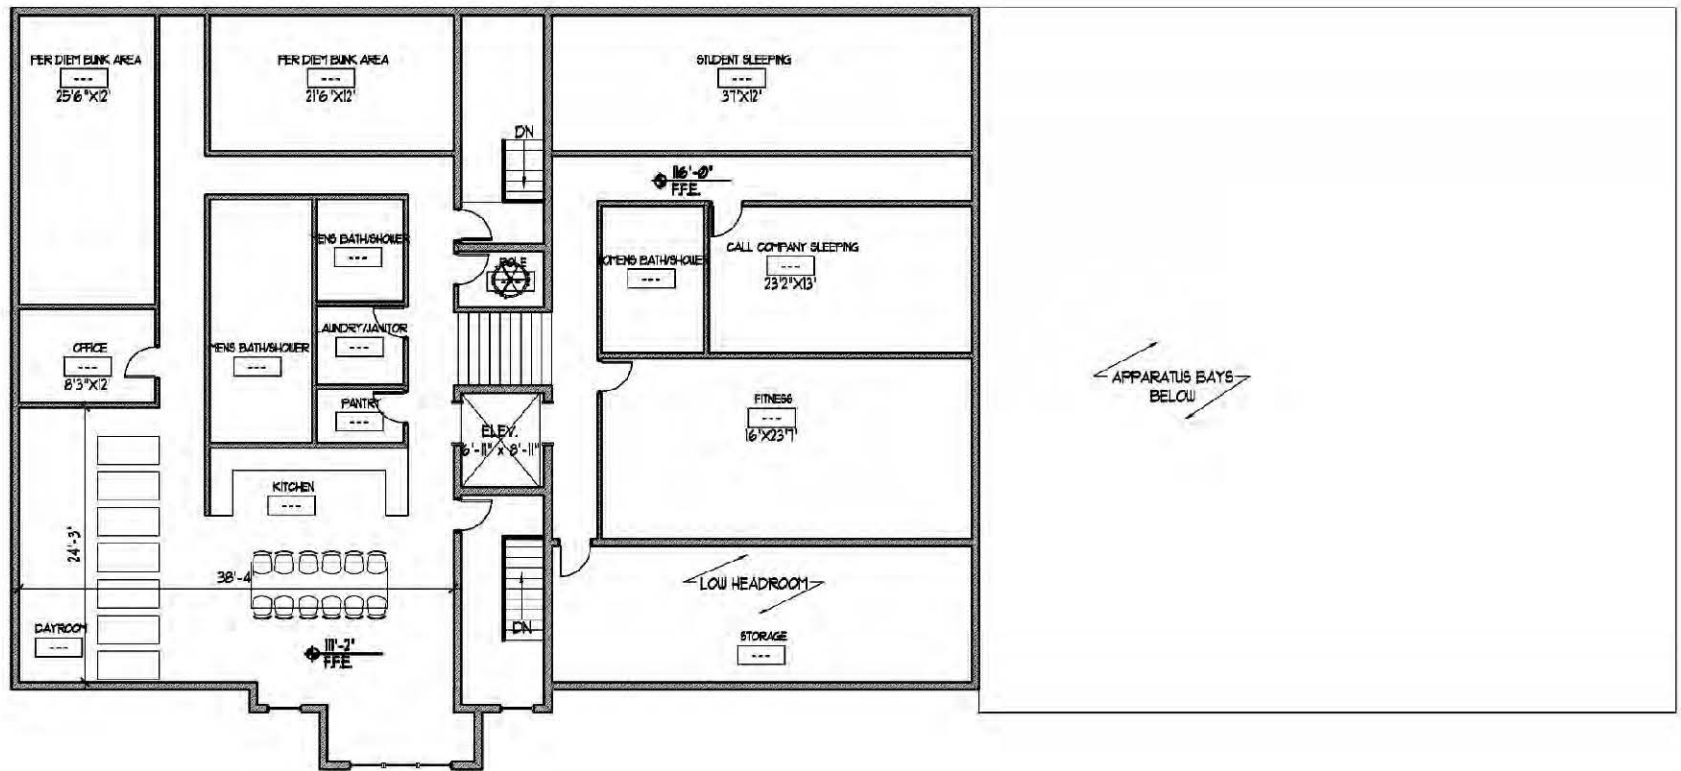 PER DIEM BUNK AREA
---
25'6"X12'
PER DIEM BUNK AREA
---
21'6"X12'
STUDENT SLEEPING
---
37'X12'
DN
116'-0"
F.F.E.
MENS BATH/SHOWER
---
POLE
WOMENS BATH/SHOWER
---
CALL COMPANY SLEEPING
---
23'2"X13'
OFFICE
---
8'3"X12'
MENS BATH/SHOWER
---
LAUNDRY/JANITOR
---
PANTRY
---
ELEV.
6'-11" x 8'-11"
FITNESS
---
16'X23'7"
APPARATUS BAYS
BELOW
KITCHEN
---
24'-3"
38'-4"
LOW HEADROOM
DAYROOM
---
111'-2"
F.F.E.
DN
STORAGE
---